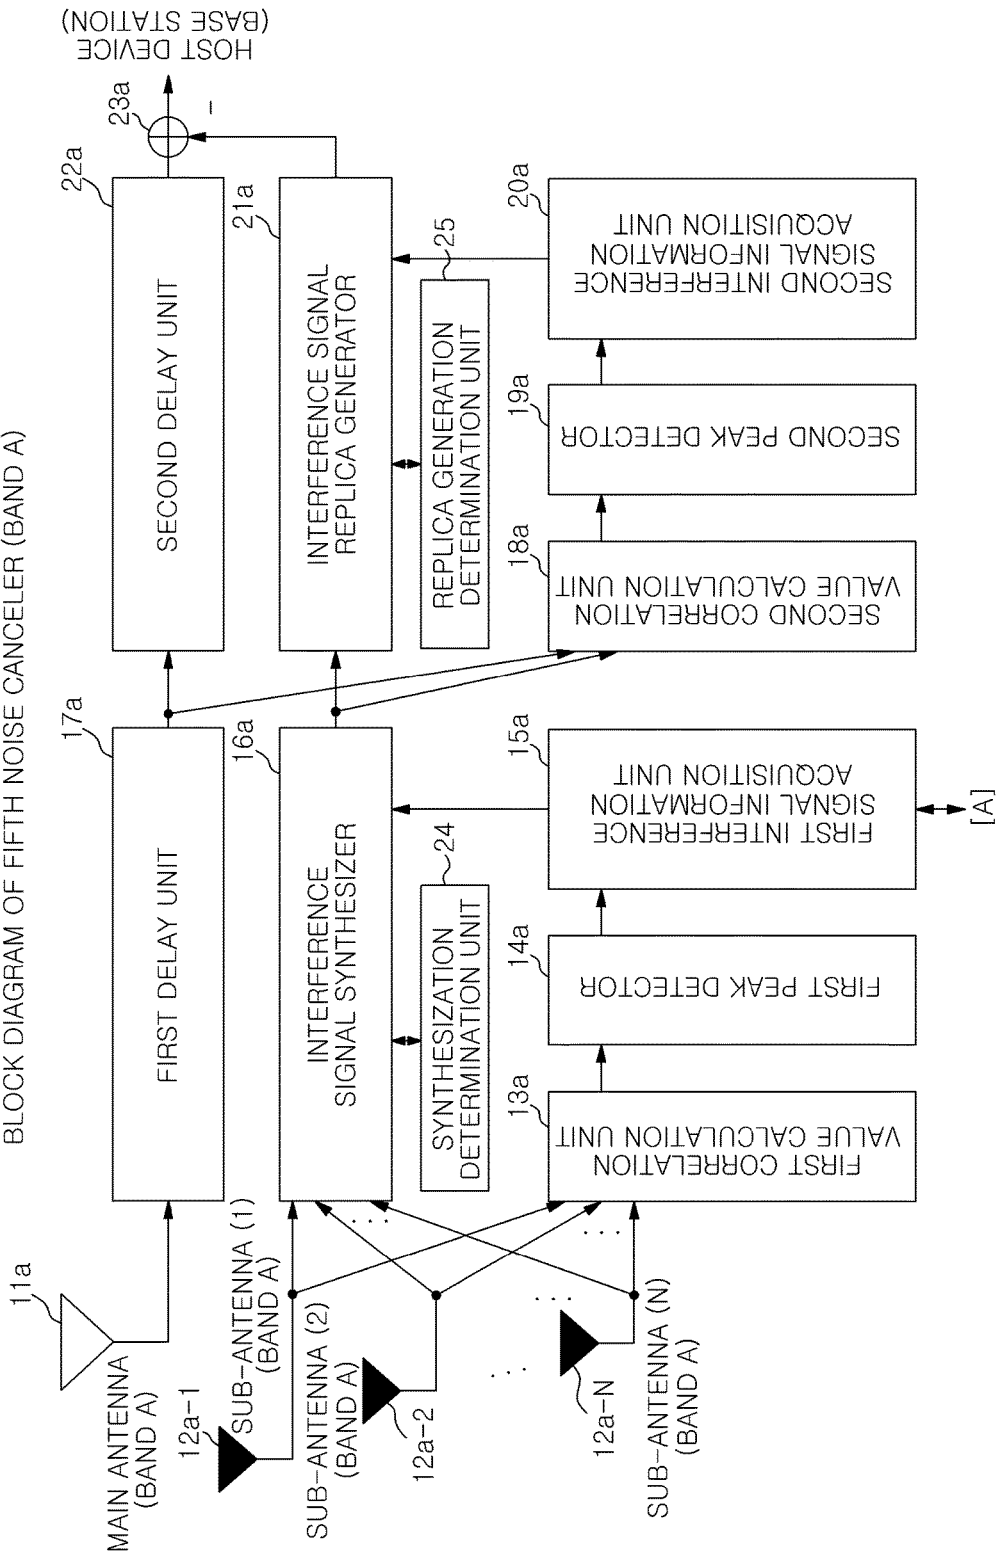 BLOCK DIAGRAM OF FIFTH NOISE CANCELER (BAND A)
11a
MAIN ANTENNA
(BAND A)
FIRST DELAY UNIT
17a
SECOND DELAY UNIT
22a
23a
HOST DEVICE
(BASE STATION)
−
12a-1
SUB-ANTENNA (1)
(BAND A)
INTERFERENCE
SIGNAL SYNTHESIZER
16a
INTERFERENCE SIGNAL
REPLICA GENERATOR
21a
SUB-ANTENNA (2)
(BAND A)
12a-2
. . .
SYNTHESIZATION
DETERMINATION UNIT
24
REPLICA GENERATION
DETERMINATION UNIT
25
. . .
. . .
. . .
12a-N
SUB-ANTENNA (N)
(BAND A)
FIRST CORRELATION
VALUE CALCULATION UNIT
13a
FIRST PEAK DETECTOR
14a
FIRST INTERFERENCE
SIGNAL INFORMATION
ACQUISITION UNIT
15a
[A]
SECOND CORRELATION
VALUE CALCULATION UNIT
18a
SECOND PEAK DETECTOR
19a
SECOND INTERFERENCE
SIGNAL INFORMATION
ACQUISITION UNIT
20a